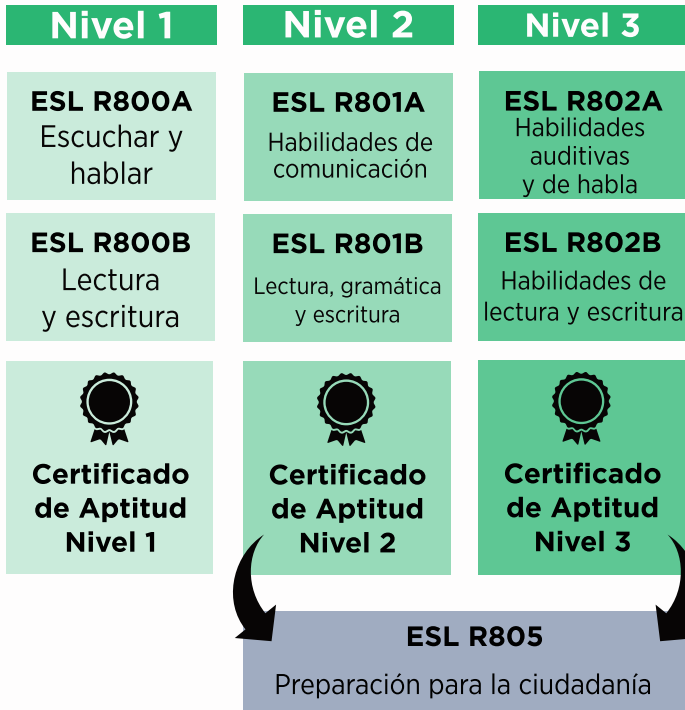 Nivel 1
ESL R800A
Escuchar y
hablar
ESL R800B
Lectura
y escritura
Certificado
de Aptitud
Nivel 1
Nivel 2
ESL R801A
Habilidades de
comunicación
ESL R801B
Lectura, gramática
y escritura
Certificado
de Aptitud
Nivel 2
Nivel 3
ESL R802A
Habilidades
auditivas
y de habla
ESL R802B
Habilidades de
lectura y escritura
Certificado
de Aptitud
Nivel 3
ESL R805
Preparación para la ciudadanía